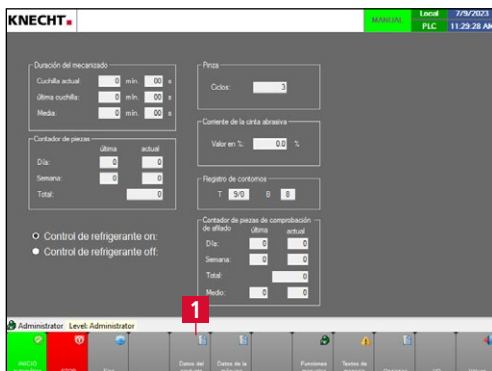 KNECHT
MANUAL
Local
7/9/2023
PLC
11:29:28 AM
Duración del mecanizado
Cuchilla actual: 0 min. 00 s
última cuchilla: 0 min. 00 s
Media: 0 min. 00 s
Pinza
Ciclos: 3
Corriente de la cinta abrasiva
Valor en %: 0.0 %
Contador de piezas
última actual
Día: 0 0
Semana: 0 0
Total: 0
Registro de contornos
T 9/0 B 8
Control de refrigerante on:
Control de refrigerante off:
Contador de piezas de comprobación
de afilado última actual
Día: 0 0
Semana: 0 0
Total: 0
Medio: 0 0
Administrator Level: Administrator
1
INICIO
STOP
Datos del
Datos de la
Funciones
Textos de